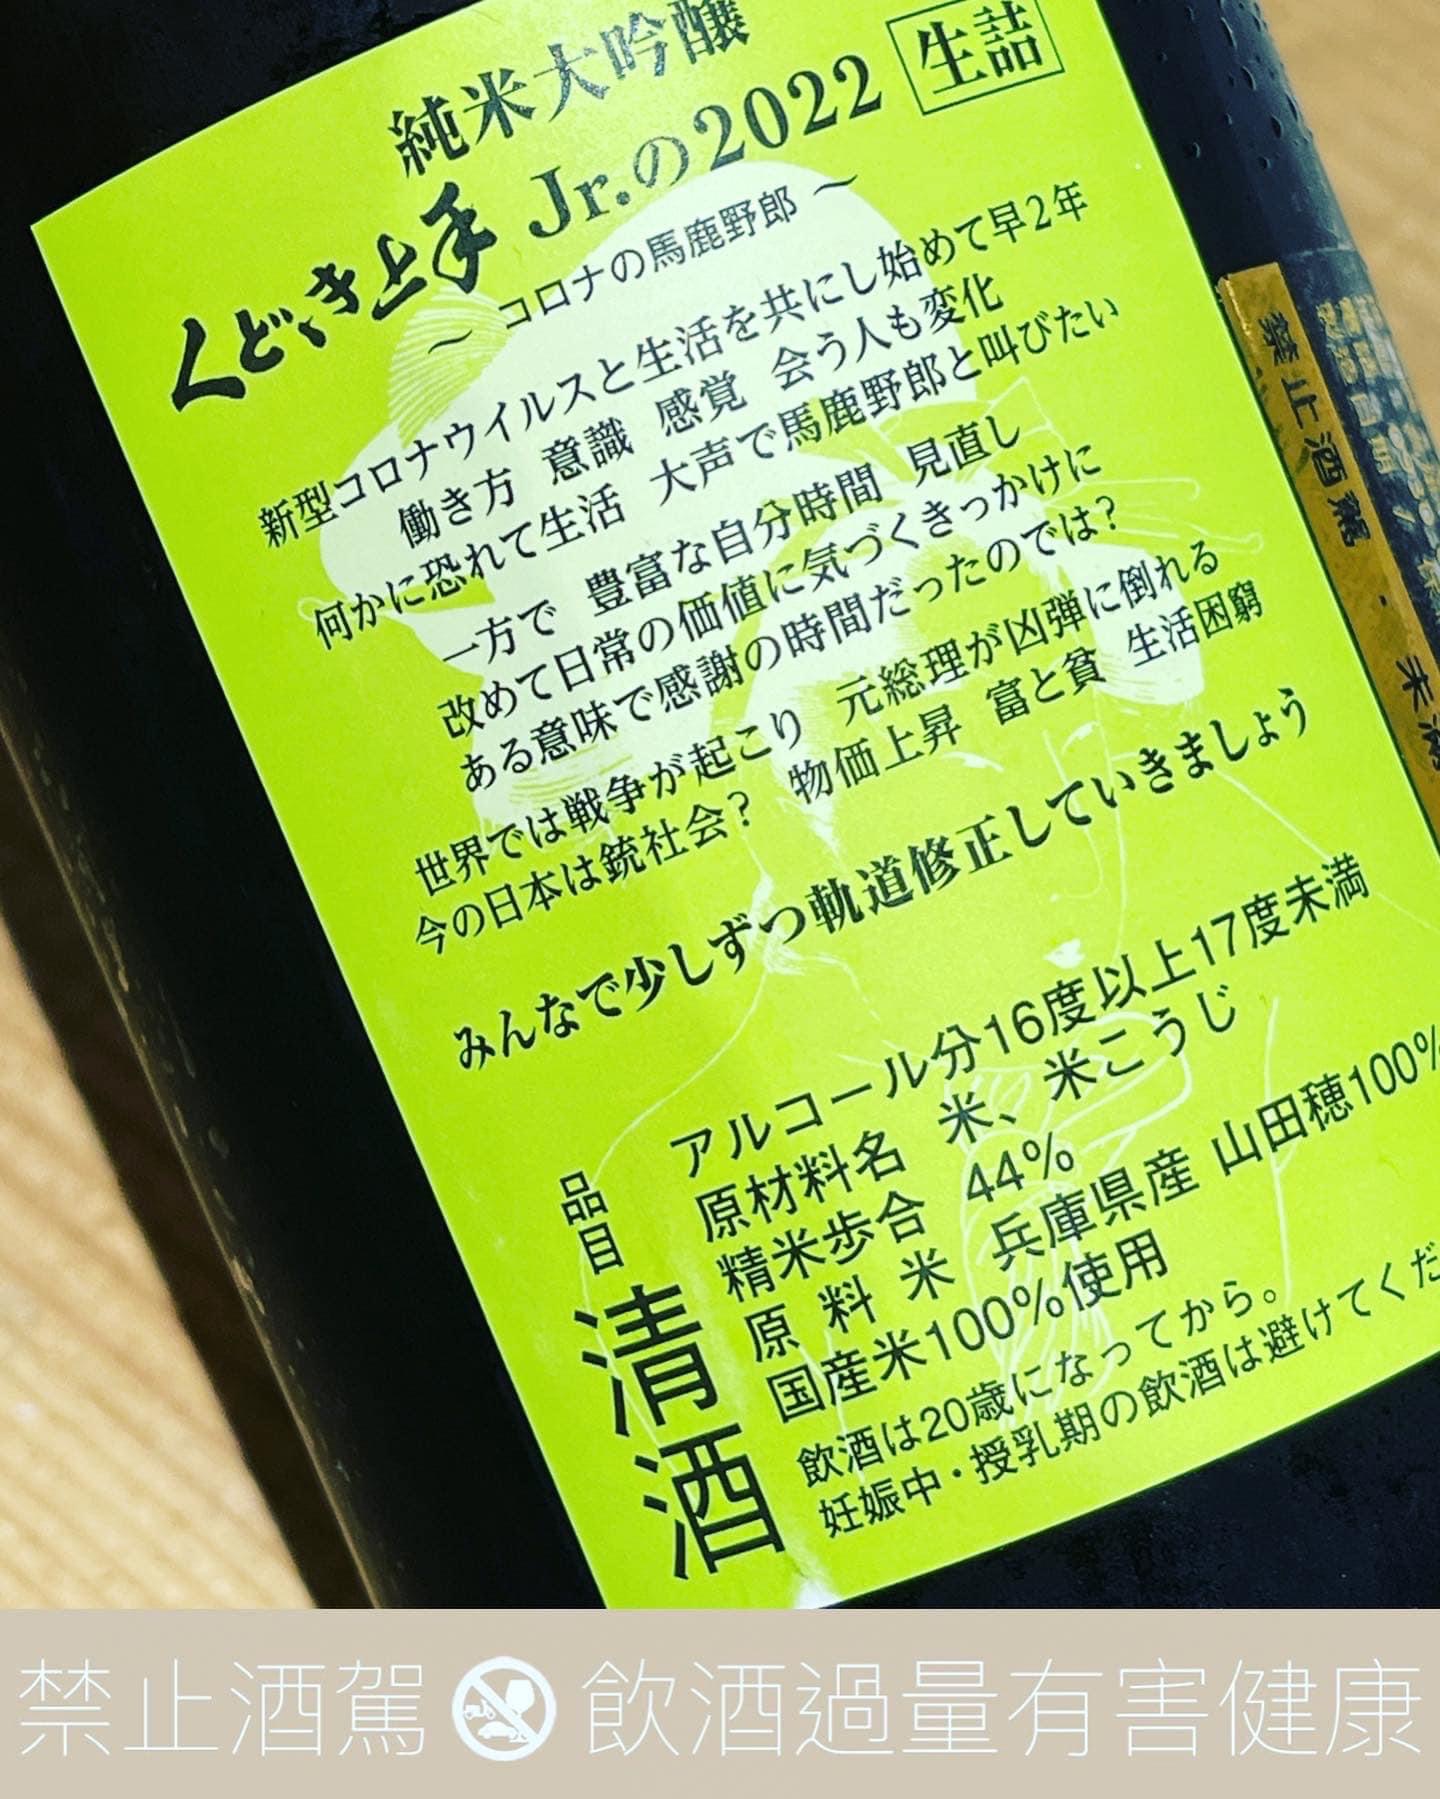 純米大吟醸
くどき上手 Jr.の2022 生詰
〜 コロナの馬鹿野郎 〜
新型コロナウイルスと生活を共にし始めて早2年
働き方 意識 感覚 会う人も変化
何かに恐れて生活 大声で馬鹿野郎と叫びたい
一方で 豊富な自分時間 見直し
改めて日常の価値に気づくきっかけに
ある意味で感謝の時間だったのでは?
世界では戦争が起こり 元総理が凶弾に倒れる
今の日本は銃社会? 物価上昇 富と貧 生活困窮
みんなで少しずつ軌道修正していきましょう
アルコール分16度以上17度未満
原材料名 米、米こうじ
精米歩合 44%
原料米 兵庫県産 山田穂100%
国産米100%使用
品目
清酒
飲酒は20歳になってから。
妊娠中・授乳期の飲酒は避けてくだ
禁止酒駕・未滿
禁止酒駕 飲酒過量有害健康